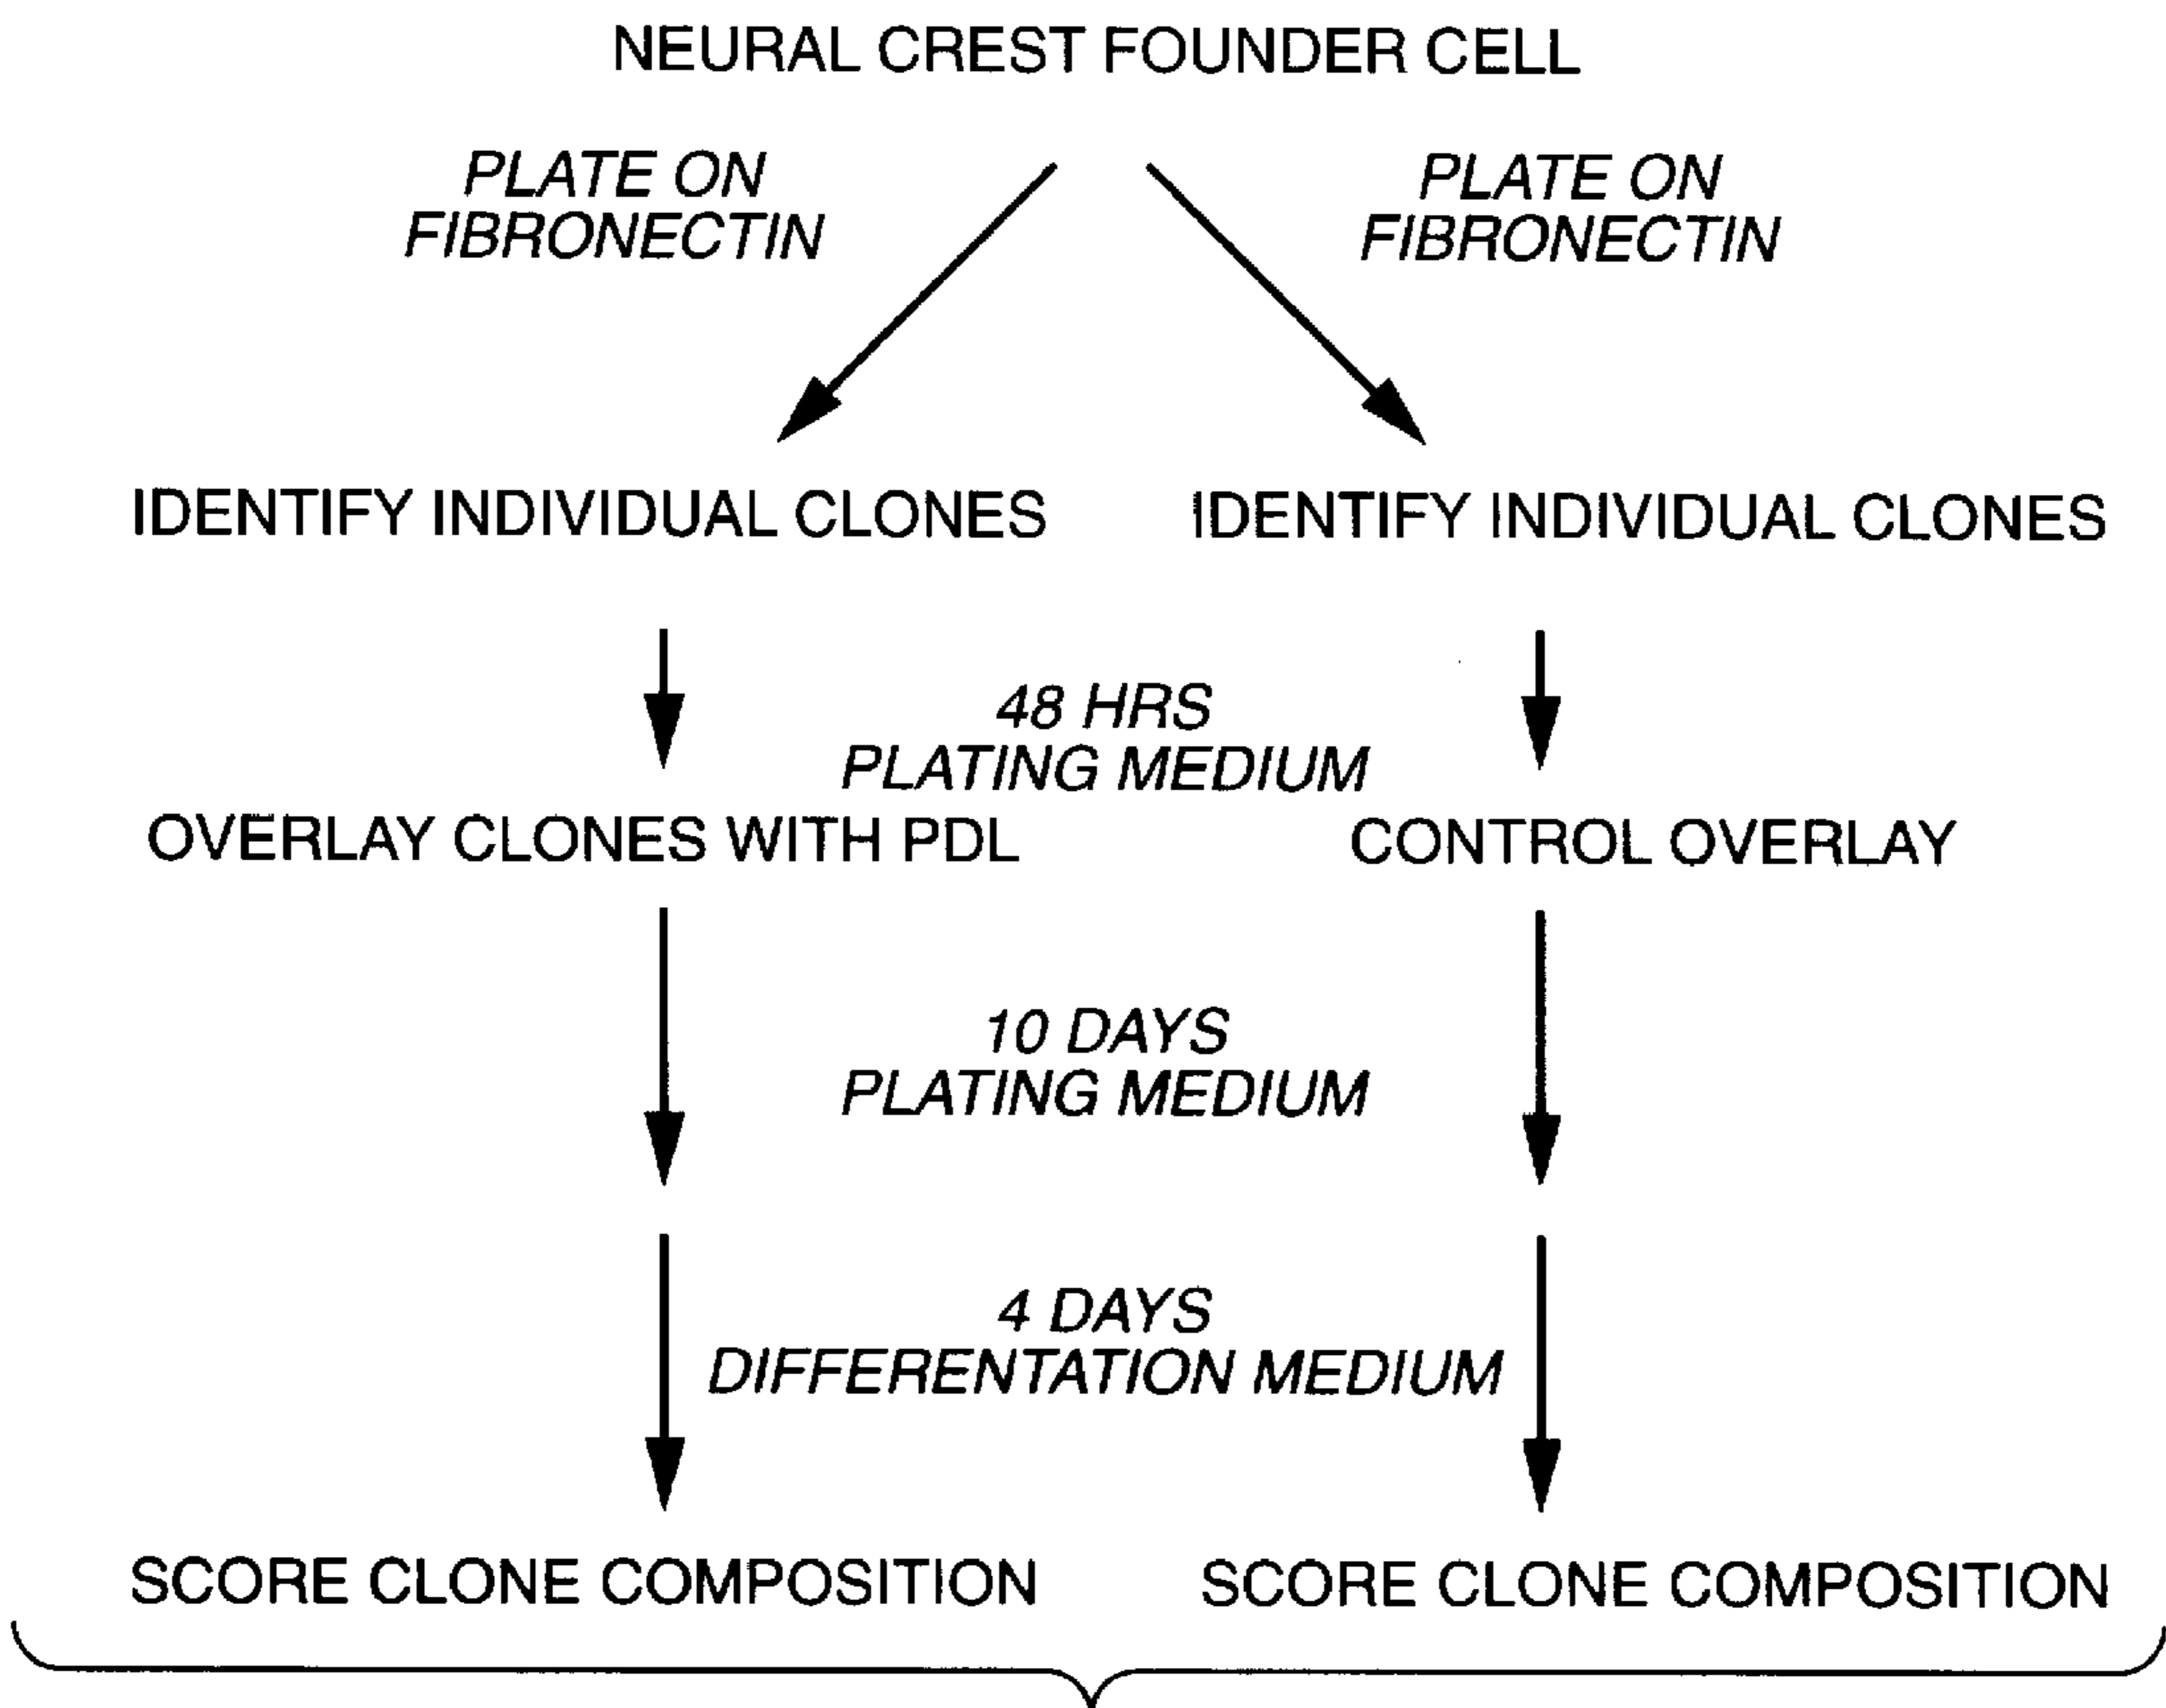 NEURAL CREST FOUNDER CELL
PLATE ON
FIBRONECTIN
PLATE ON
FIBRONECTIN
IDENTIFY INDIVIDUAL CLONES
IDENTIFY INDIVIDUAL CLONES
48 HRS
PLATING MEDIUM
OVERLAY CLONES WITH PDL
CONTROL OVERLAY
10 DAYS
PLATING MEDIUM
4 DAYS
DIFFERENTATION MEDIUM
SCORE CLONE COMPOSITION
SCORE CLONE COMPOSITION